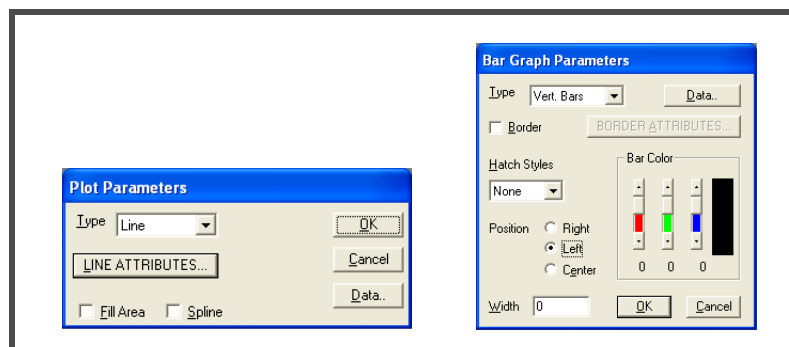 Plot Parameters
Type Line
OK
LINE ATTRIBUTES...
Cancel
Data..
Fill Area Spline
Bar Graph Parameters
Type Vert. Bars Data..
Border BORDER ATTRIBUTES...
Hatch Styles Bar Color
None
Position Right
Left
Center
0 0 0
Width 0 OK Cancel